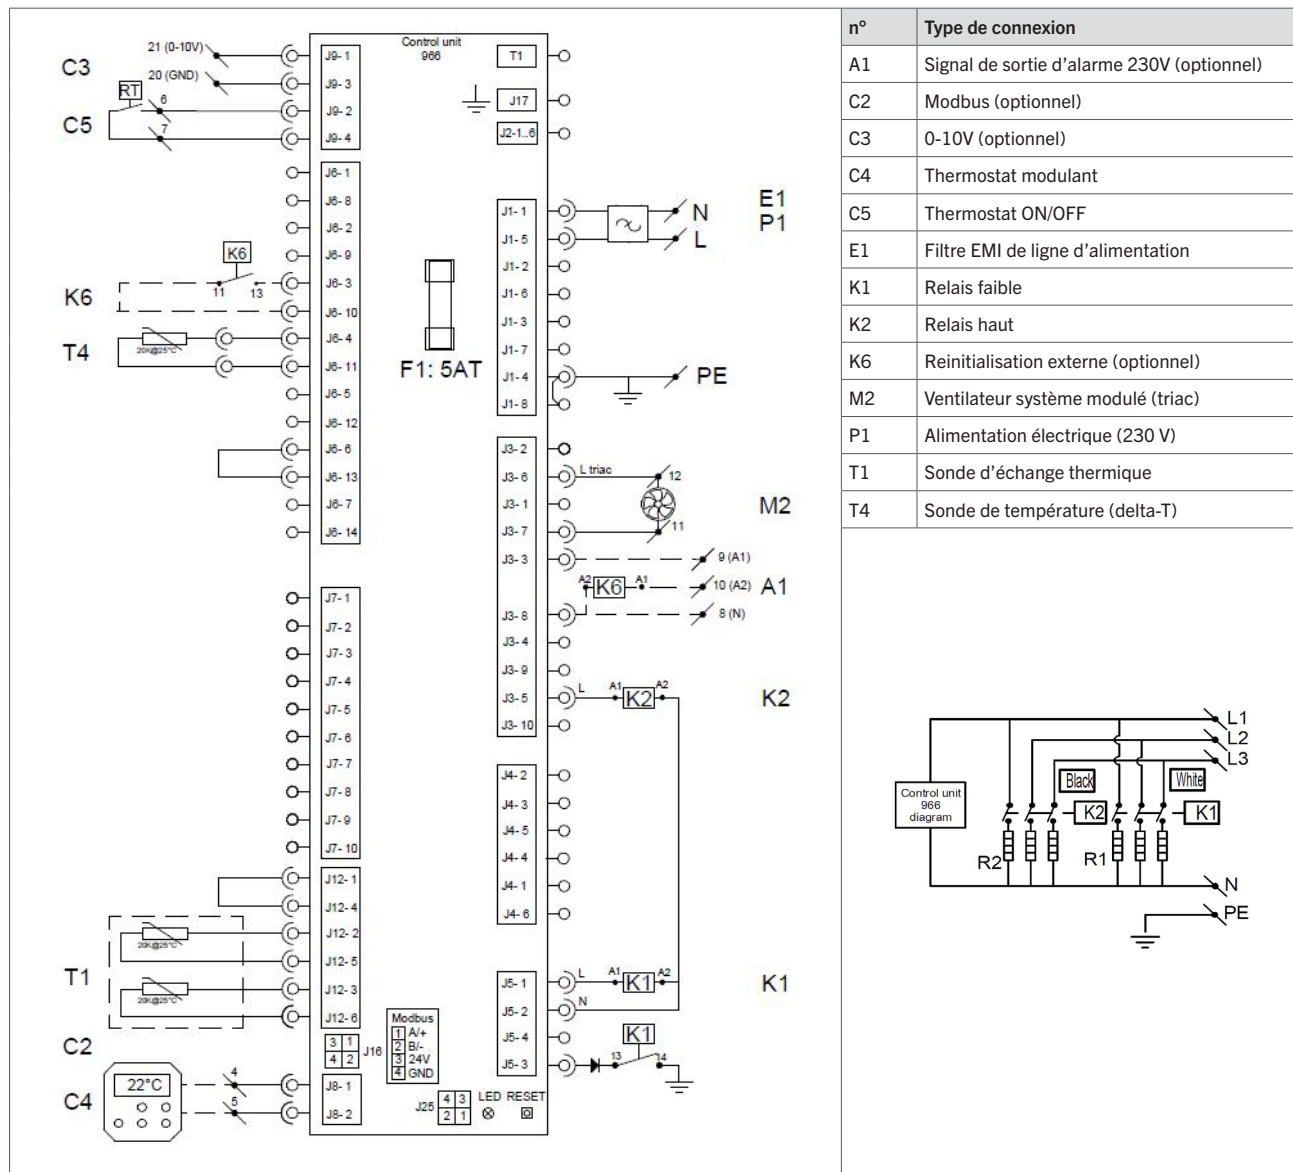 Control unit
966
C3
21 (0-10V)
20 (GND)
RT
6
7
C5
J9- 1
J9- 3
J9- 2
J9- 4
J6- 1
J6- 8
J6- 2
J6- 9
J6- 3
J6- 10
J6- 4
J6- 11
J6- 5
J6- 12
J6- 6
J6- 13
J6- 7
J6- 14
K6
11
13
K6
T4
20K@25°C
J7- 1
J7- 2
J7- 3
J7- 4
J7- 5
J7- 6
J7- 7
J7- 8
J7- 9
J7- 10
J12- 1
J12- 4
J12- 2
J12- 5
J12- 3
J12- 6
T1
20K@25°C
20K@25°C
C2
C4
22°C
4
5
J8- 1
J8- 2
3 1
4 2
J16
Modbus
1 A/+
2 B/-
3 24V
4 GND
J25
4 3
2 1
LED
RESET
F1: 5AT
T1
J17
J2-1..6
J1- 1
J1- 5
J1- 2
J1- 6
J1- 3
J1- 7
J1- 4
J1- 8
N
L
E1
P1
PE
J3- 2
J3- 6
J3- 1
J3- 7
J3- 3
J3- 8
J3- 4
J3- 9
J3- 5
J3- 10
L triac
12
11
M2
9 (A1)
A2
K6
A1
10 (A2)
A1
8 (N)
L
A1
K2
A2
K2
J4- 2
J4- 3
J4- 5
J4- 4
J4- 1
J4- 6
J5- 1
J5- 2
J5- 4
J5- 3
L
A1
K1
A2
K1
N
K1
13
14
n° Type de connexion
A1 Signal de sortie d’alarme 230V (optionnel)
C2 Modbus (optionnel)
C3 0-10V (optionnel)
C4 Thermostat modulant
C5 Thermostat ON/OFF
E1 Filtre EMI de ligne d’alimentation
K1 Relais faible
K2 Relais haut
K6 Reinitialisation externe (optionnel)
M2 Ventilateur système modulé (triac)
P1 Alimentation électrique (230 V)
T1 Sonde d’échange thermique
T4 Sonde de température (delta-T)
L1
L2
L3
Black
White
Control unit
966
diagram
K2
K1
R2
R1
N
PE